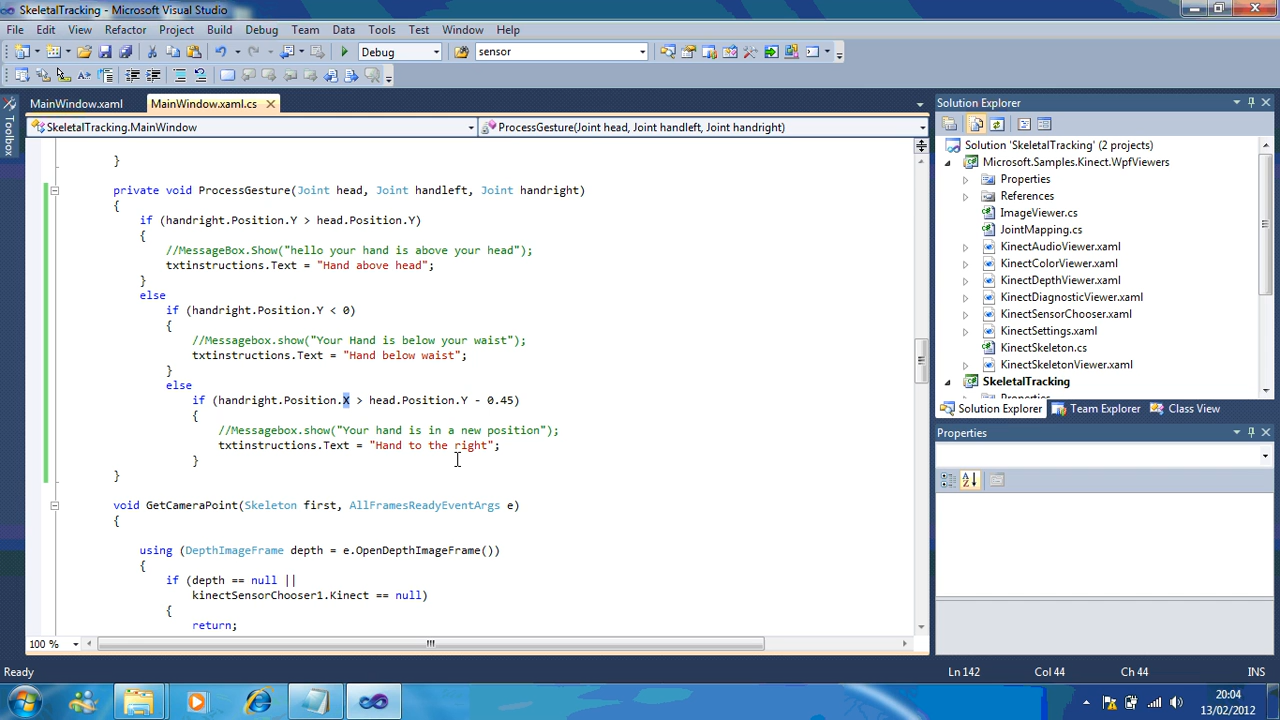 SkeletalTracking - Microsoft Visual Studio
File Edit View Refactor Project Build Debug Team Data Tools Test Window Help
Debug sensor
MainWindow.xaml MainWindow.xaml.cs
Toolbox
SkeletalTracking.MainWindow ProcessGesture(Joint head, Joint handleft, Joint handright)
}
private void ProcessGesture(Joint head, Joint handleft, Joint handright)
{
if (handright.Position.Y > head.Position.Y)
{
//MessageBox.Show("hello your hand is above your head");
txtinstructions.Text = "Hand above head";
}
else
if (handright.Position.Y < 0)
{
//Messagebox.show("Your Hand is below your waist");
txtinstructions.Text = "Hand below waist";
}
else
if (handright.Position.X > head.Position.Y - 0.45)
{
//Messagebox.show("Your hand is in a new position");
txtinstructions.Text = "Hand to the right";
}
}
void GetCameraPoint(Skeleton first, AllFramesReadyEventArgs e)
{
using (DepthImageFrame depth = e.OpenDepthImageFrame())
{
if (depth == null ||
kinectSensorChooser1.Kinect == null)
{
return;
100 %
Solution Explorer
Solution 'SkeletalTracking' (2 projects)
Microsoft.Samples.Kinect.WpfViewers
Properties
References
ImageViewer.cs
JointMapping.cs
KinectAudioViewer.xaml
KinectColorViewer.xaml
KinectDepthViewer.xaml
KinectDiagnosticViewer.xaml
KinectSensorChooser.xaml
KinectSettings.xaml
KinectSkeleton.cs
KinectSkeletonViewer.xaml
SkeletalTracking
Solution Explorer Team Explorer Class View
Properties
Ready Ln 142 Col 44 Ch 44 INS
20:04
13/02/2012